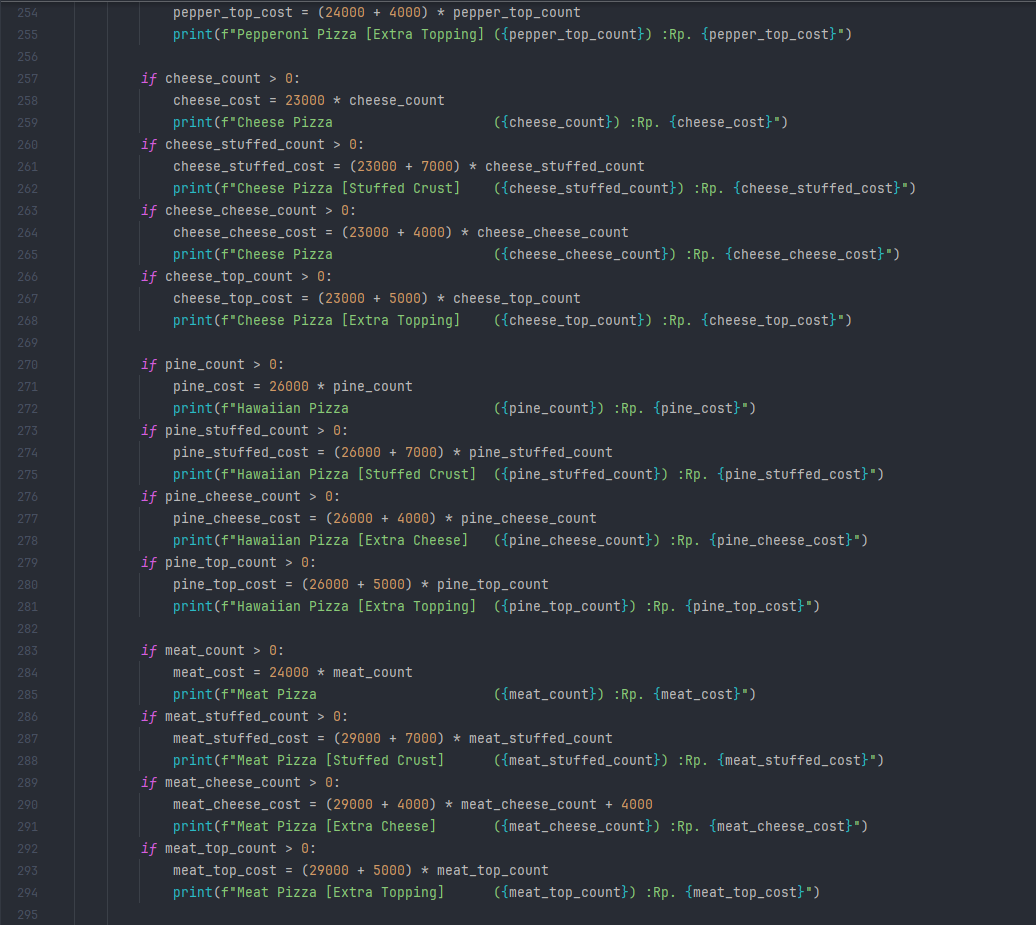 254 pepper_top_cost = (24000 + 4000) * pepper_top_count
255 print(f"Pepperoni Pizza [Extra Topping] ({pepper_top_count}) :Rp. {pepper_top_cost}")
256
257 if cheese_count > 0:
258 cheese_cost = 23000 * cheese_count
259 print(f"Cheese Pizza                    ({cheese_count}) :Rp. {cheese_cost}")
260 if cheese_stuffed_count > 0:
261 cheese_stuffed_cost = (23000 + 7000) * cheese_stuffed_count
262 print(f"Cheese Pizza [Stuffed Crust]    ({cheese_stuffed_count}) :Rp. {cheese_stuffed_cost}")
263 if cheese_cheese_count > 0:
264 cheese_cheese_cost = (23000 + 4000) * cheese_cheese_count
265 print(f"Cheese Pizza                    ({cheese_cheese_count}) :Rp. {cheese_cheese_cost}")
266 if cheese_top_count > 0:
267 cheese_top_cost = (23000 + 5000) * cheese_top_count
268 print(f"Cheese Pizza [Extra Topping]    ({cheese_top_count}) :Rp. {cheese_top_cost}")
269
270 if pine_count > 0:
271 pine_cost = 26000 * pine_count
272 print(f"Hawaiian Pizza                  ({pine_count}) :Rp. {pine_cost}")
273 if pine_stuffed_count > 0:
274 pine_stuffed_cost = (26000 + 7000) * pine_stuffed_count
275 print(f"Hawaiian Pizza [Stuffed Crust]  ({pine_stuffed_count}) :Rp. {pine_stuffed_cost}")
276 if pine_cheese_count > 0:
277 pine_cheese_cost = (26000 + 4000) * pine_cheese_count
278 print(f"Hawaiian Pizza [Extra Cheese]   ({pine_cheese_count}) :Rp. {pine_cheese_cost}")
279 if pine_top_count > 0:
280 pine_top_cost = (26000 + 5000) * pine_top_count
281 print(f"Hawaiian Pizza [Extra Topping]  ({pine_top_count}) :Rp. {pine_top_cost}")
282
283 if meat_count > 0:
284 meat_cost = 24000 * meat_count
285 print(f"Meat Pizza                      ({meat_count}) :Rp. {meat_cost}")
286 if meat_stuffed_count > 0:
287 meat_stuffed_cost = (29000 + 7000) * meat_stuffed_count
288 print(f"Meat Pizza [Stuffed Crust]      ({meat_stuffed_count}) :Rp. {meat_stuffed_cost}")
289 if meat_cheese_count > 0:
290 meat_cheese_cost = (29000 + 4000) * meat_cheese_count + 4000
291 print(f"Meat Pizza [Extra Cheese]       ({meat_cheese_count}) :Rp. {meat_cheese_cost}")
292 if meat_top_count > 0:
293 meat_top_cost = (29000 + 5000) * meat_top_count
294 print(f"Meat Pizza [Extra Topping]      ({meat_top_count}) :Rp. {meat_top_cost}")
295